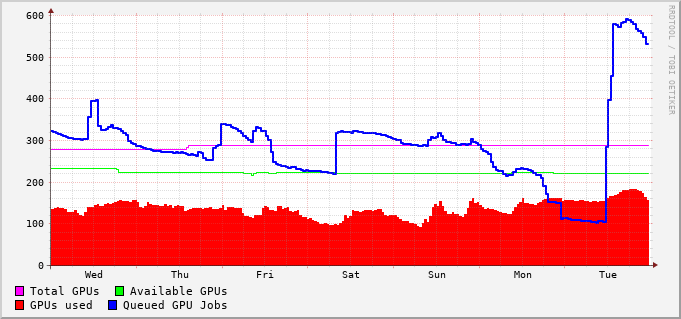 600
500
400
300
200
100
0
Wed Thu Fri Sat Sun Mon Tue
Total GPUs Available GPUs
GPUs used Queued GPU Jobs
RRDTOOL / TOBI OETIKER